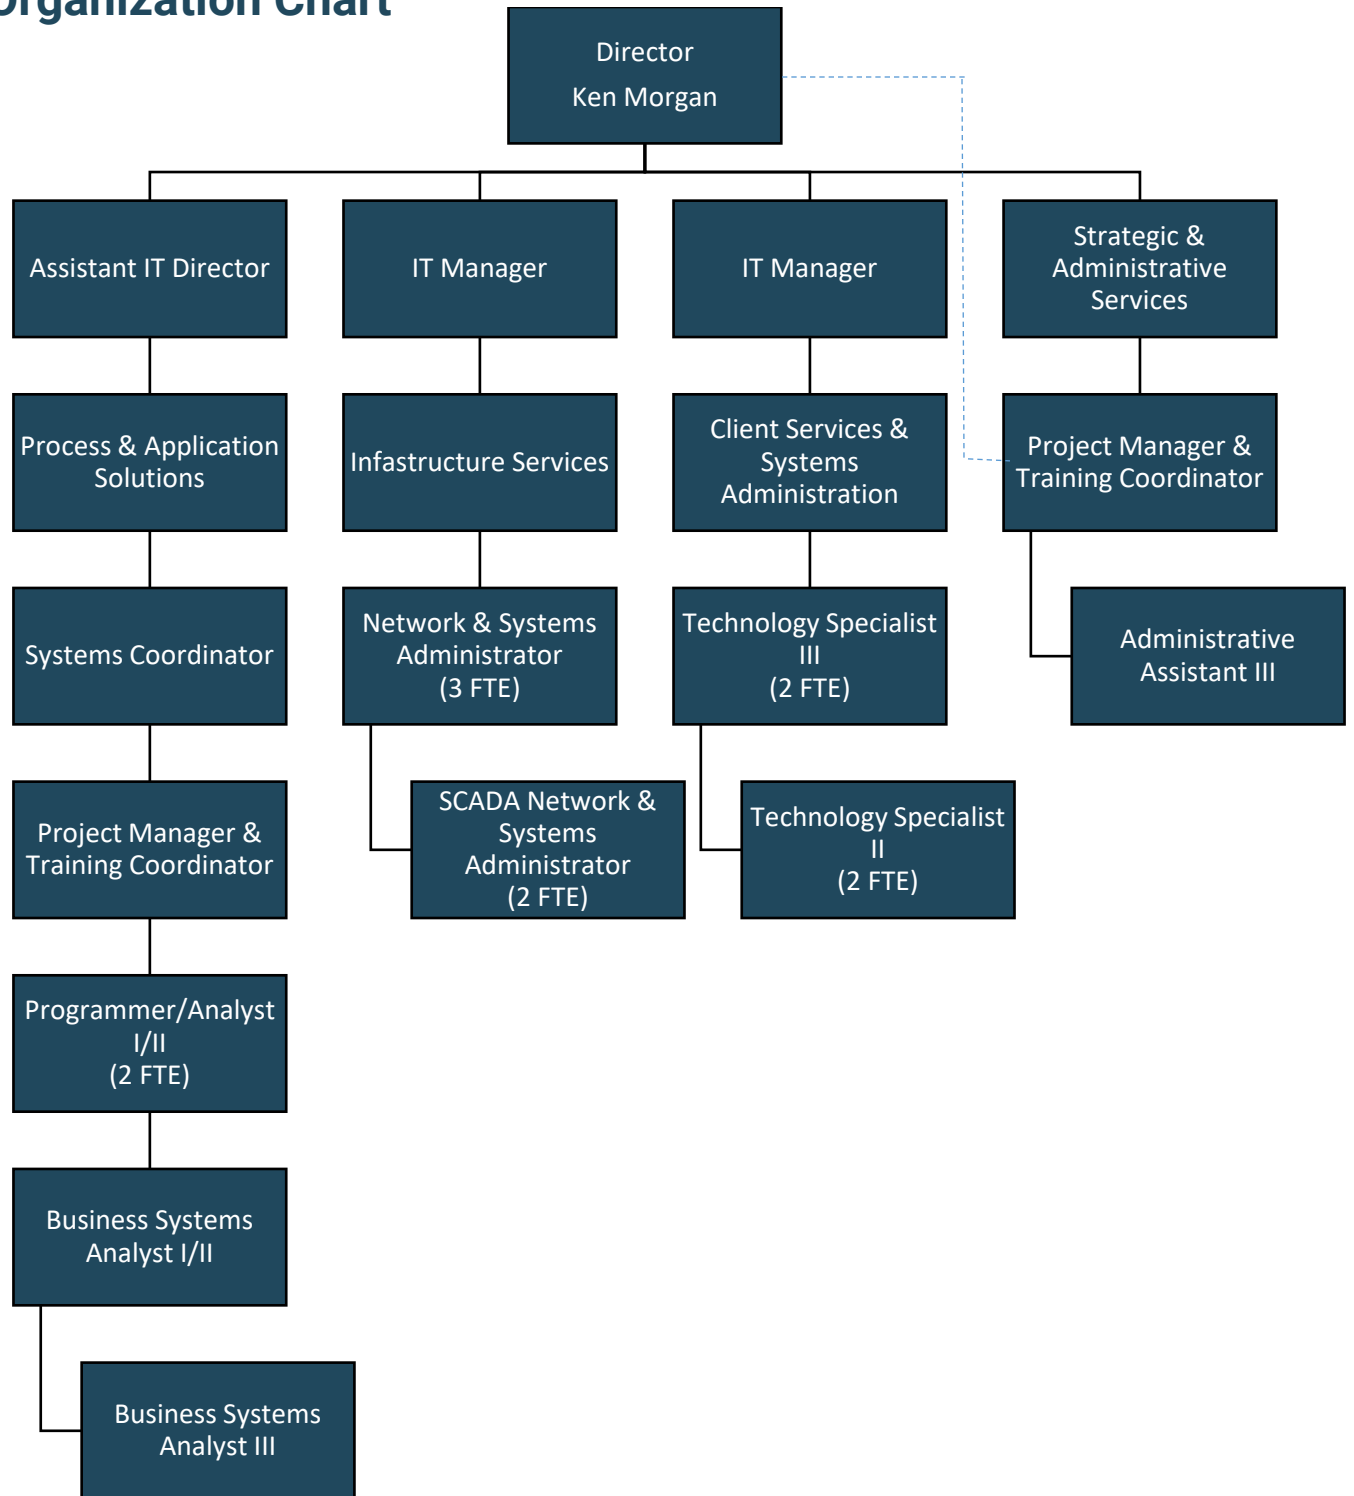 Organization Chart
Director
Ken Morgan
Assistant IT Director
IT Manager
IT Manager
Strategic &
Administrative
Services
Process & Application
Solutions
Infastructure Services
Client Services &
Systems
Administration
Project Manager &
Training Coordinator
Systems Coordinator
Network & Systems
Administrator
(3 FTE)
Technology Specialist
III
(2 FTE)
Administrative
Assistant III
Project Manager &
Training Coordinator
SCADA Network &
Systems
Administrator
(2 FTE)
Technology Specialist
II
(2 FTE)
Programmer/Analyst
I/II
(2 FTE)
Business Systems
Analyst I/II
Business Systems
Analyst III